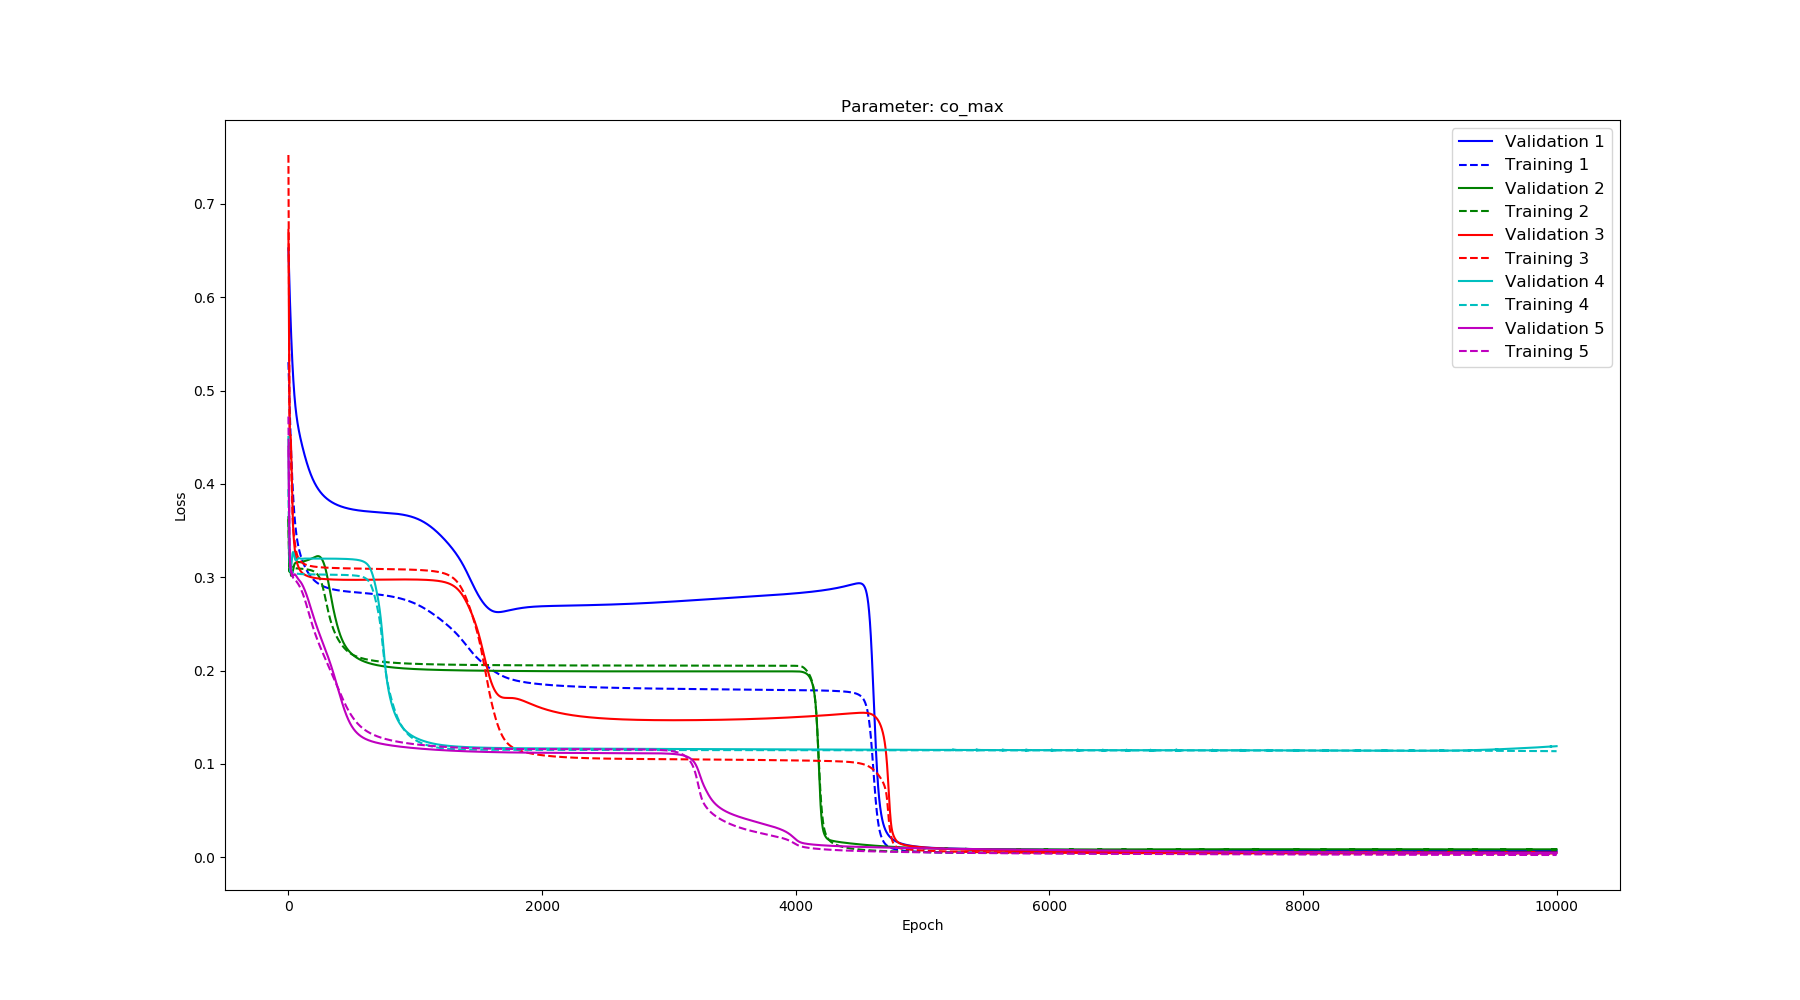 Parameter: co_max
Validation 1
Training 1
Validation 2
Training 2
Validation 3
Training 3
Validation 4
Training 4
Validation 5
Training 5
Loss
0.7
0.6
0.5
0.4
0.3
0.2
0.1
0.0
0 2000 4000 6000 8000 10000
Epoch